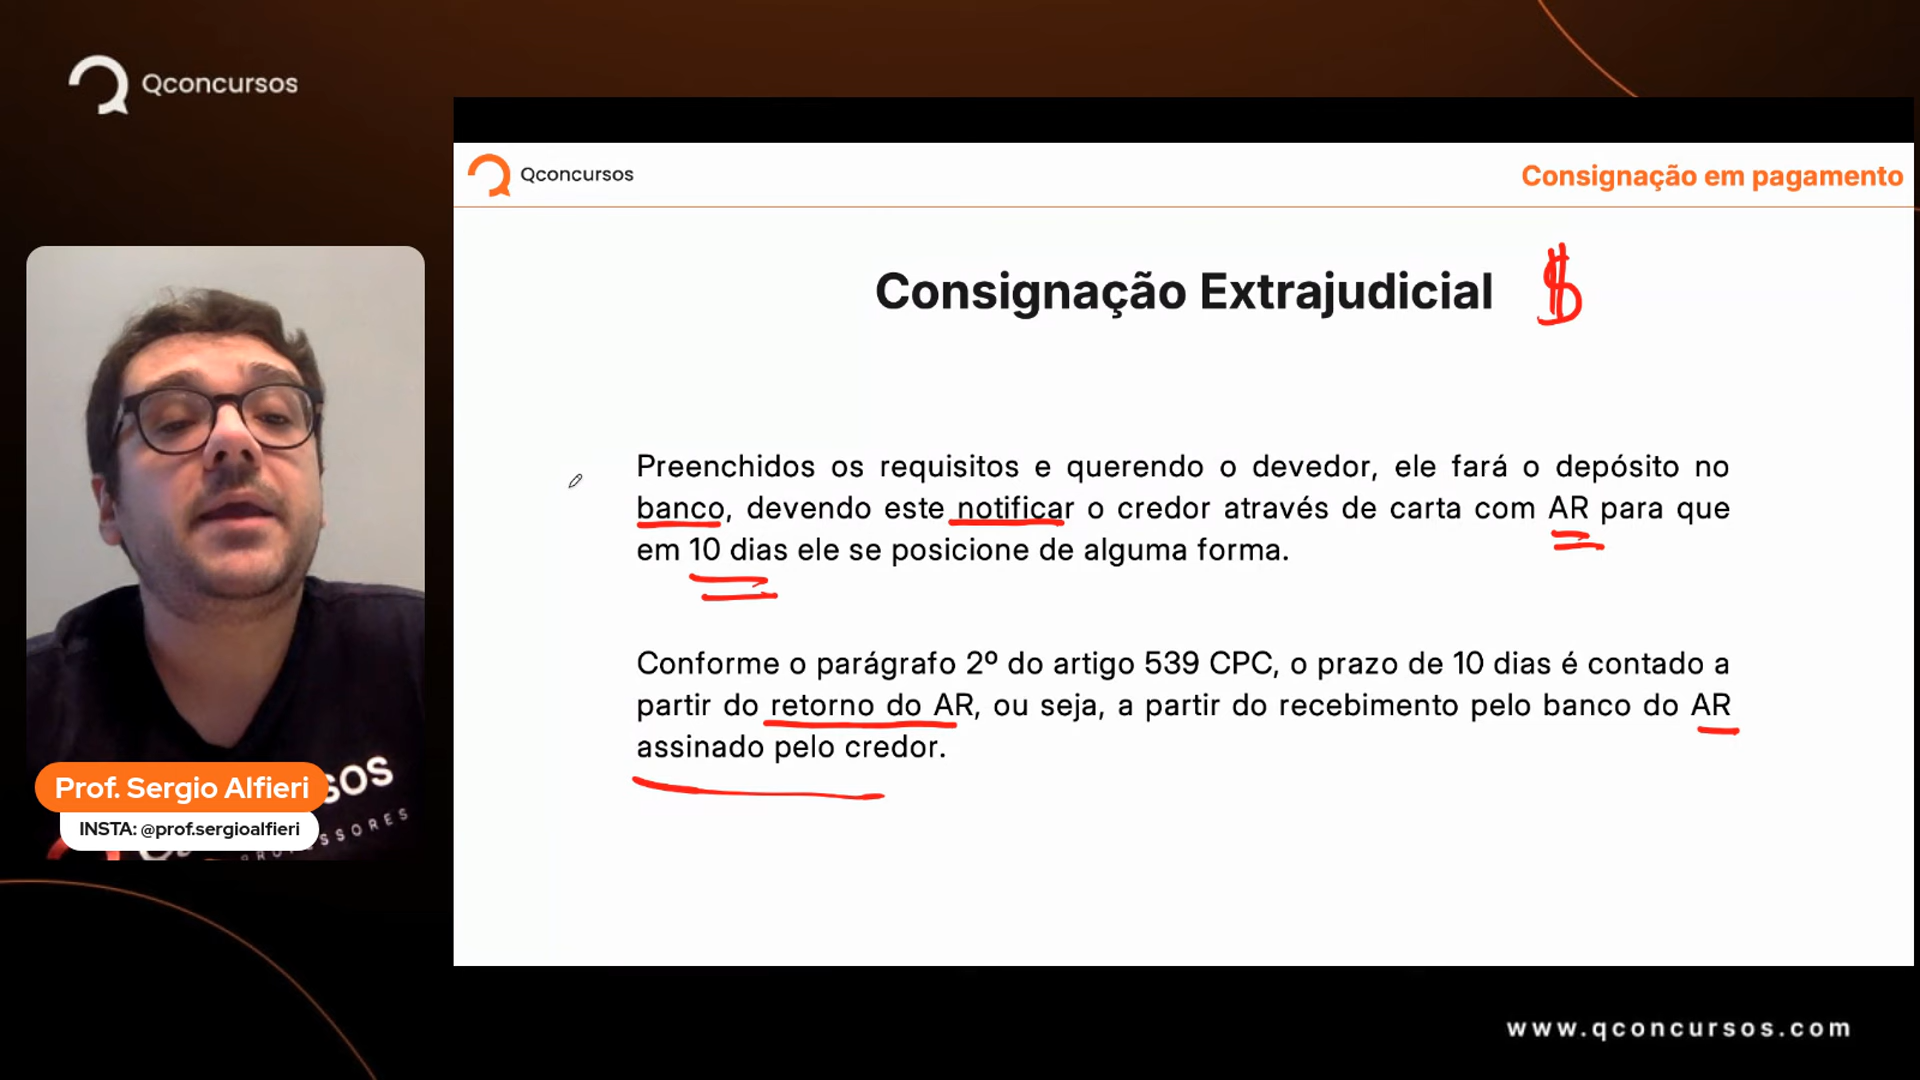 Qconcursos
Qconcursos
Consignação em pagamento
Consignação Extrajudicial $
Preenchidos os requisitos e querendo o devedor, ele fará o depósito no
banco, devendo este notificar o credor através de carta com AR para que
em 10 dias ele se posicione de alguma forma.
Conforme o parágrafo 2º do artigo 539 CPC, o prazo de 10 dias é contado a
partir do retorno do AR, ou seja, a partir do recebimento pelo banco do AR
assinado pelo credor.
Prof. Sergio Alfieri
INSTA: @prof.sergioalfieri
www.qconcursos.com